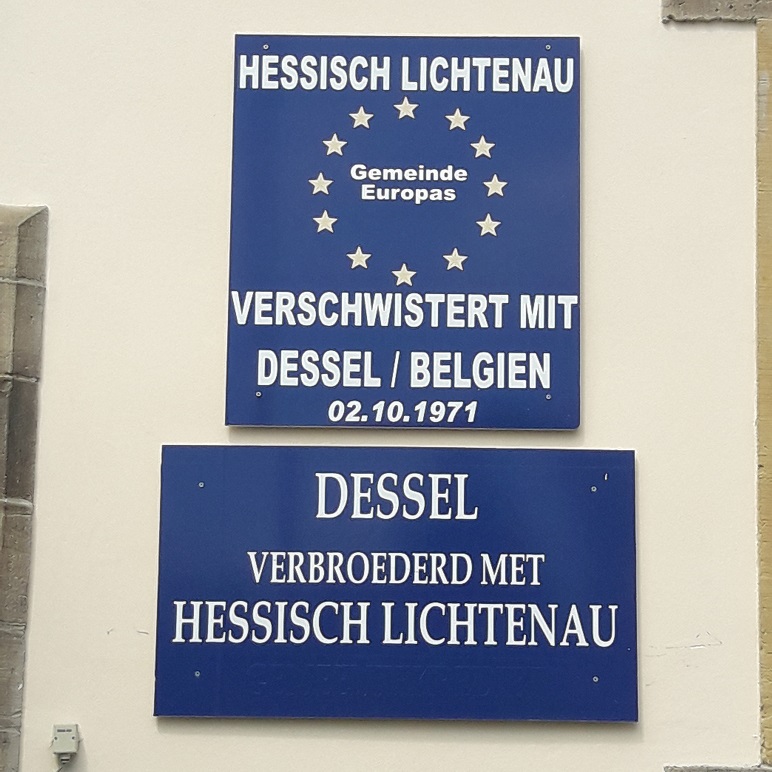 HESSISCH LICHTENAU
Gemeinde
Europas
VERSCHWISTERT MIT
DESSEL / BELGIEN
02.10.1971
DESSEL
VERBROEDERD MET
HESSISCH LICHTENAU